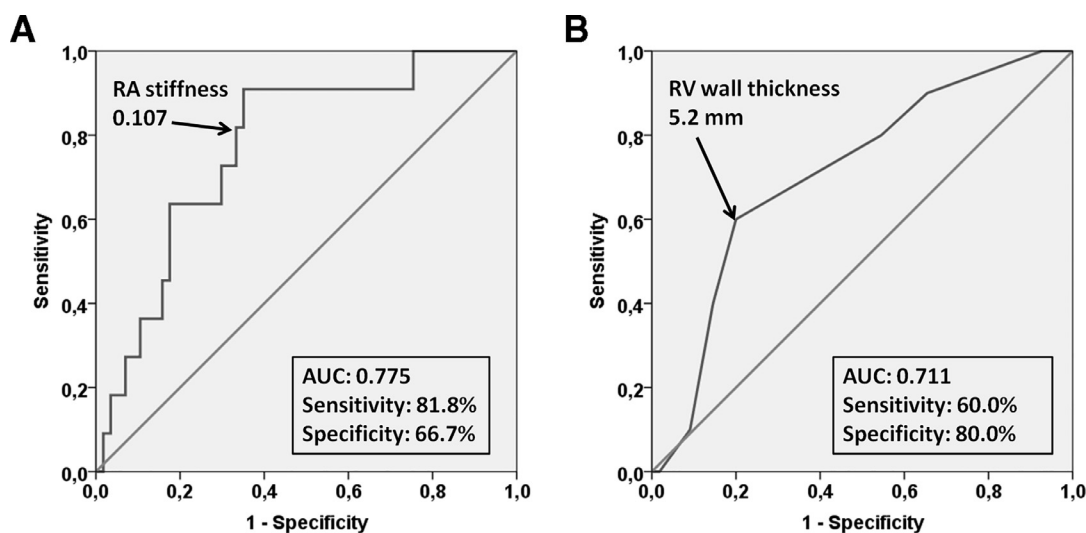 A
1,0
0,8
0,6
0,4
0,2
0,0
Sensitivity
RA stiffness
0.107
AUC: 0.775
Sensitivity: 81.8%
Specificity: 66.7%
0,0 0,2 0,4 0,6 0,8 1,0
1 - Specificity
B
1,0
0,8
0,6
0,4
0,2
0,0
Sensitivity
RV wall thickness
5.2 mm
AUC: 0.711
Sensitivity: 60.0%
Specificity: 80.0%
0,0 0,2 0,4 0,6 0,8 1,0
1 - Specificity